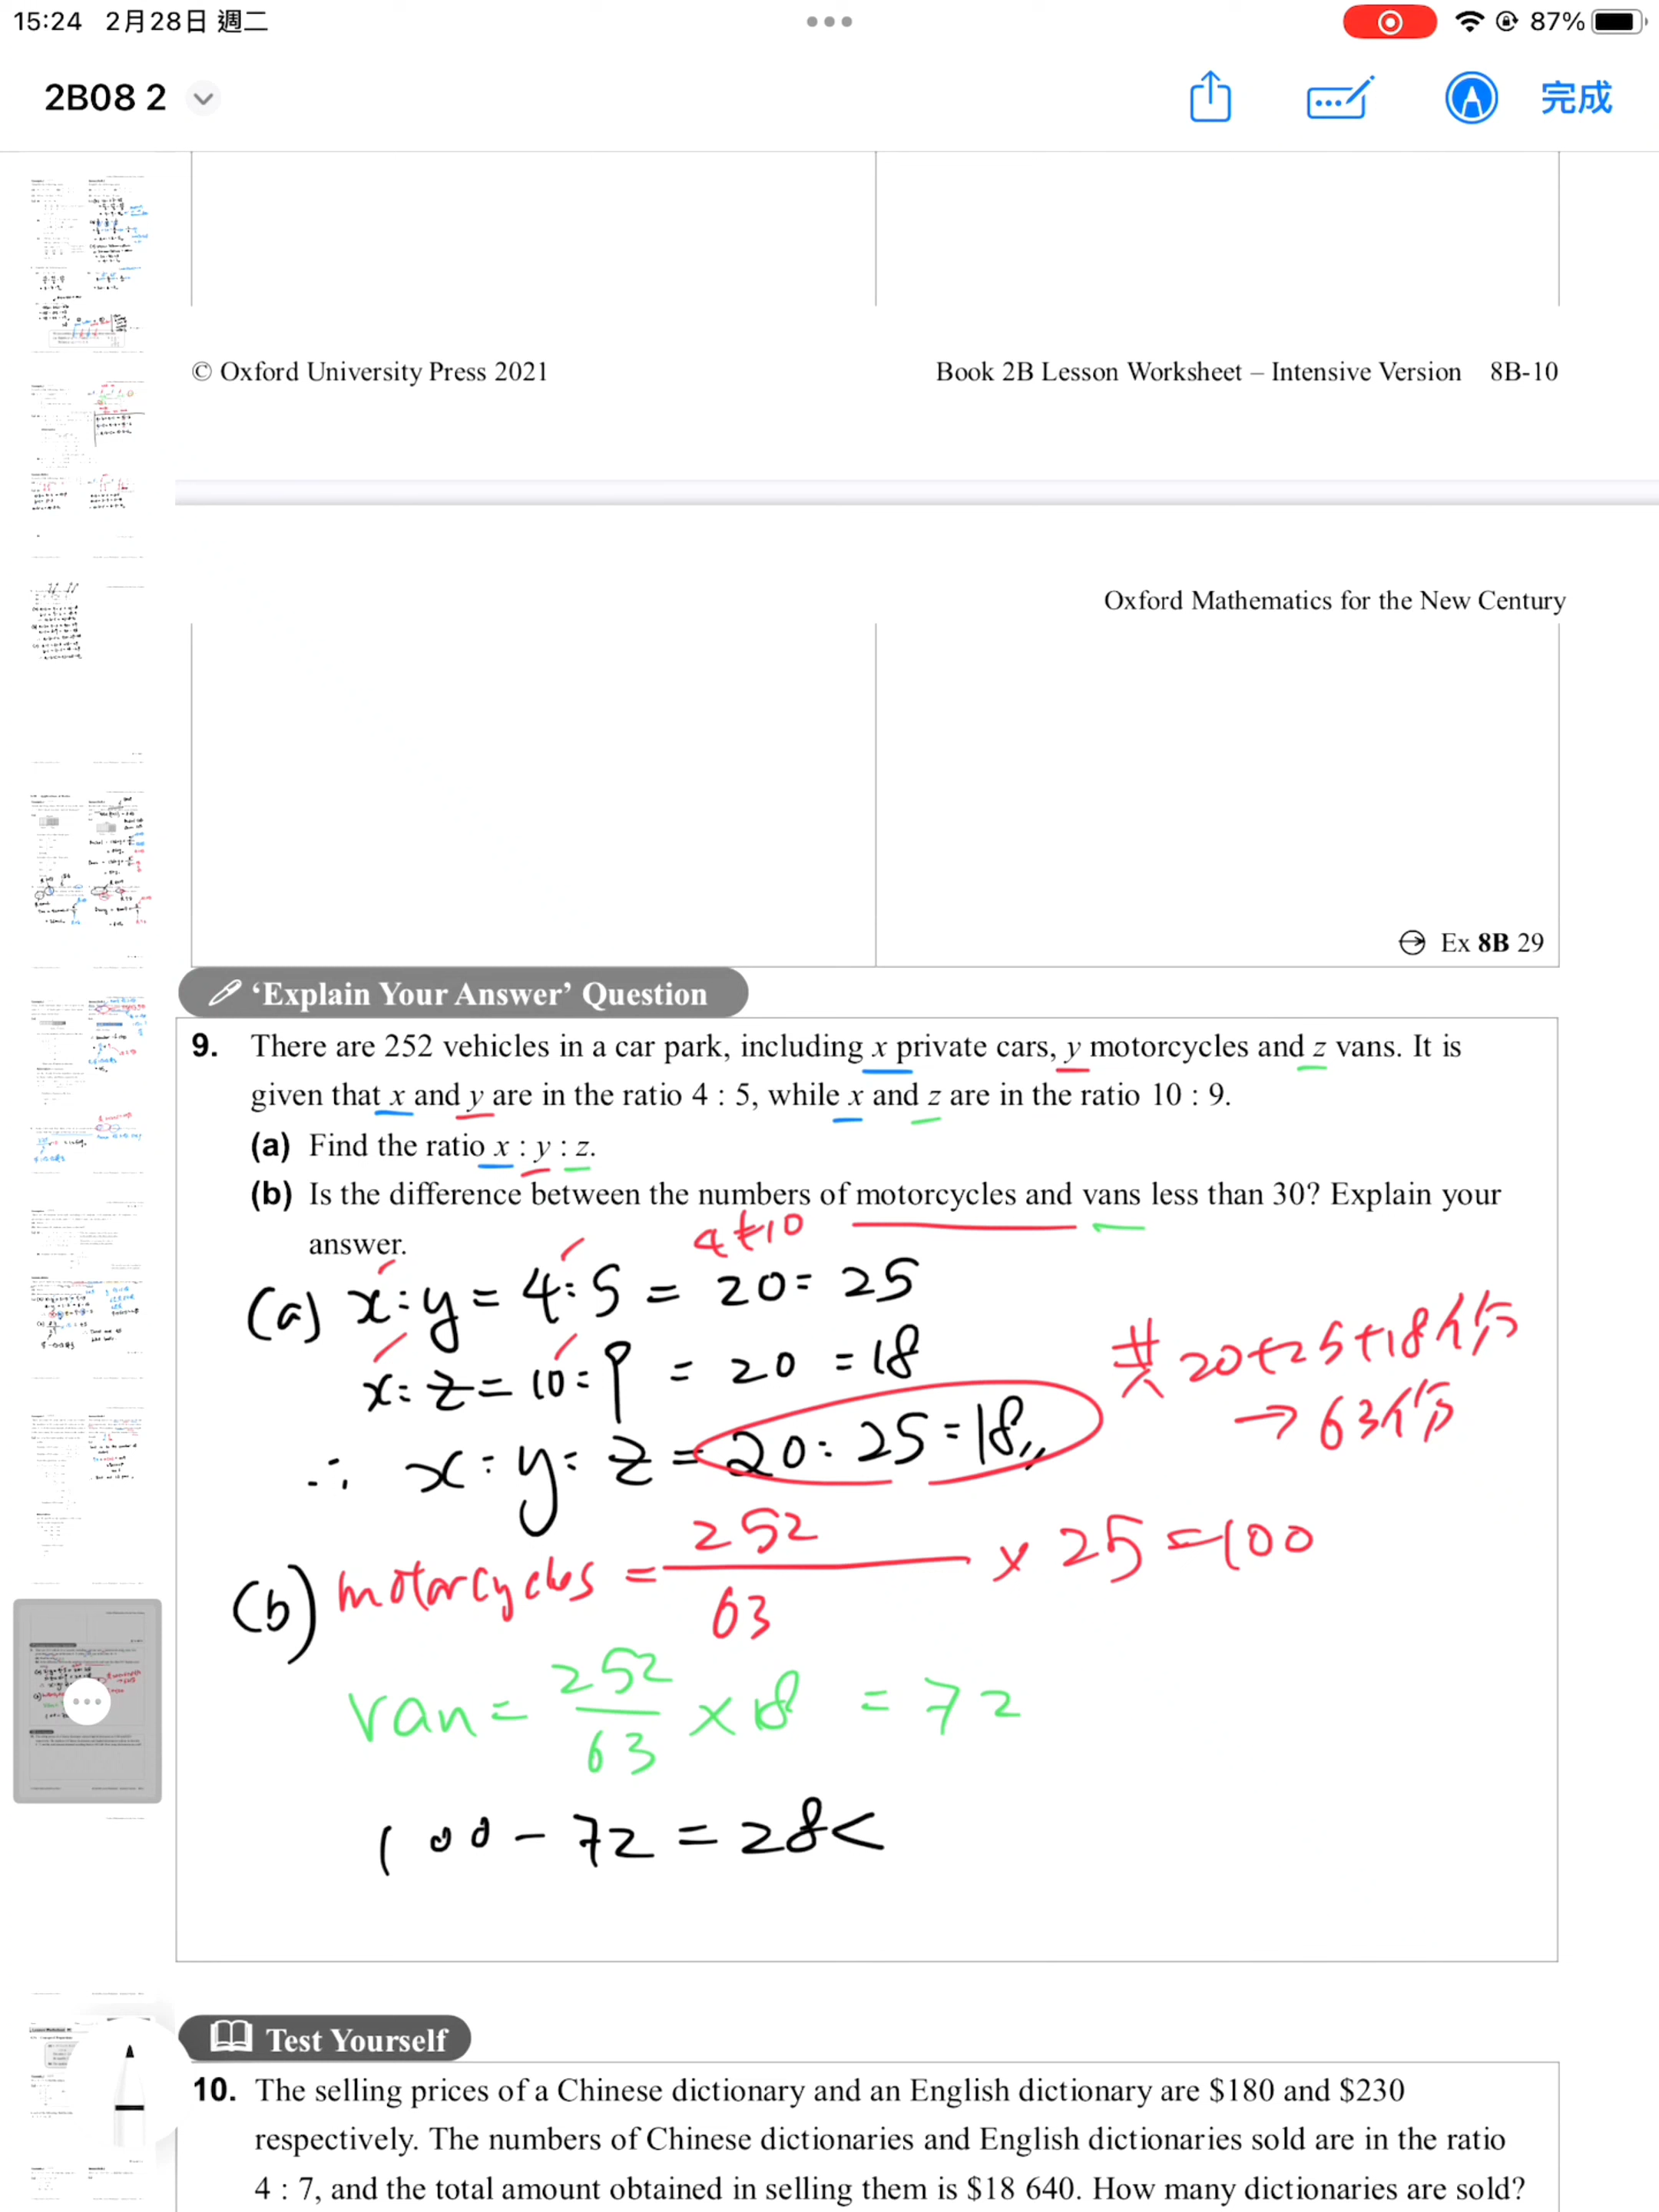 15:24 2月28日 週二
87%
2B08 2
完成
© Oxford University Press 2021
Book 2B Lesson Worksheet – Intensive Version 8B-10
Oxford Mathematics for the New Century
Ex 8B 29
‘Explain Your Answer’ Question
9. There are 252 vehicles in a car park, including x private cars, y motorcycles and z vans. It is
given that x and y are in the ratio 4 : 5, while x and z are in the ratio 10 : 9.
(a) Find the ratio x : y : z.
(b) Is the difference between the numbers of motorcycles and vans less than 30? Explain your
answer.
4 10
(a) x : y = 4 : 5 = 20 : 25
x : z = 10 : 9 = 20 : 18
∴ x : y : z = 20 : 25 : 18
共 20+25+18份
→ 63份
(b) motorcycles = 252/63 × 25 = 100
van = 252/63 × 18 = 72
100 − 72 = 28 <
Test Yourself
10. The selling prices of a Chinese dictionary and an English dictionary are $180 and $230
respectively. The numbers of Chinese dictionaries and English dictionaries sold are in the ratio
4 : 7, and the total amount obtained in selling them is $18 640. How many dictionaries are sold?